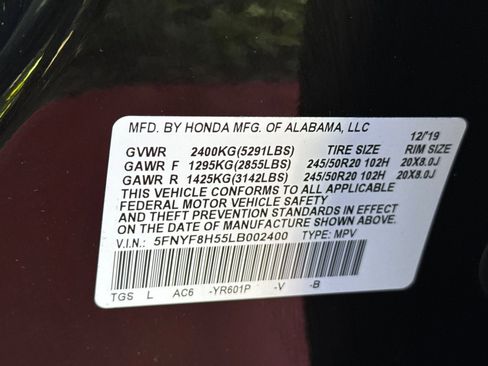 MFD. BY HONDA MFG. OF ALABAMA, LLC 12/'19
GVWR 2400KG(5291LBS) TIRE SIZE RIM SIZE
GAWR F 1295KG(2855LBS) 245/50R20 102H 20X8.0J
GAWR R 1425KG(3142LBS) 245/50R20 102H 20X8.0J
THIS VEHICLE CONFORMS TO ALL APPLICABLE
FEDERAL MOTOR VEHICLE SAFETY
AND THEFT PREVENTION STANDARDS IN EFFECT
ON THE DATE OF MANUFACTURE SHOWN ABOVE.
V.I.N.: 5FNYF8H55LB002400 TYPE: MPV
TGS L AC6 -YR601P -V -B